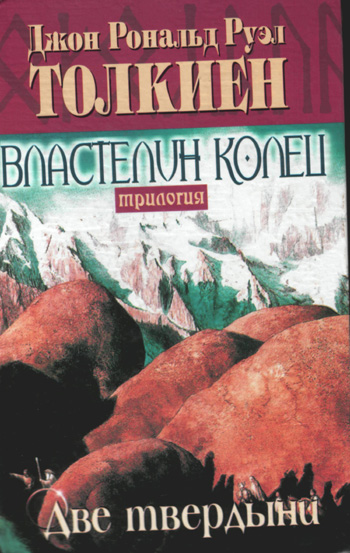 Джон Рональд Руэл
ТОЛКИЕН
ВЛАСТЕЛИН КОЛЕЦ
трилогия
Две твердыни